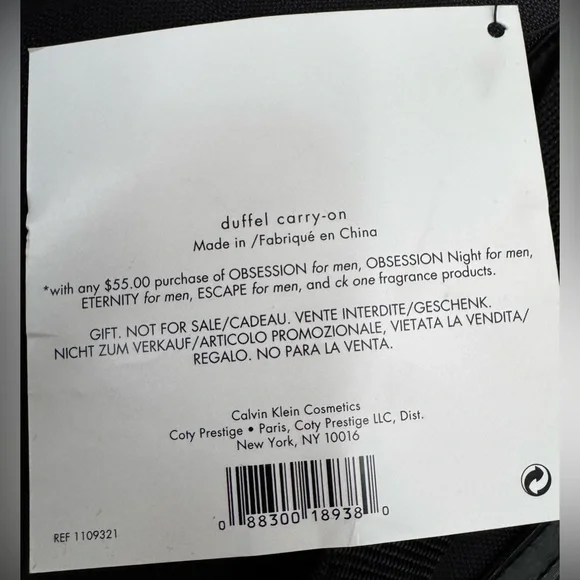 duffel carry-on
Made in /Fabriqué en China
*with any $55.00 purchase of OBSESSION for men, OBSESSION Night for men,
ETERNITY for men, ESCAPE for men, and ck one fragrance products.
GIFT. NOT FOR SALE/CADEAU. VENTE INTERDITE/GESCHENK.
NICHT ZUM VERKAUF/ARTICOLO PROMOZIONALE, VIETATA LA VENDITA/
REGALO. NO PARA LA VENTA.
Calvin Klein Cosmetics
Coty Prestige • Paris, Coty Prestige LLC, Dist.
New York, NY 10016
0 88300 18938 0
REF 1109321